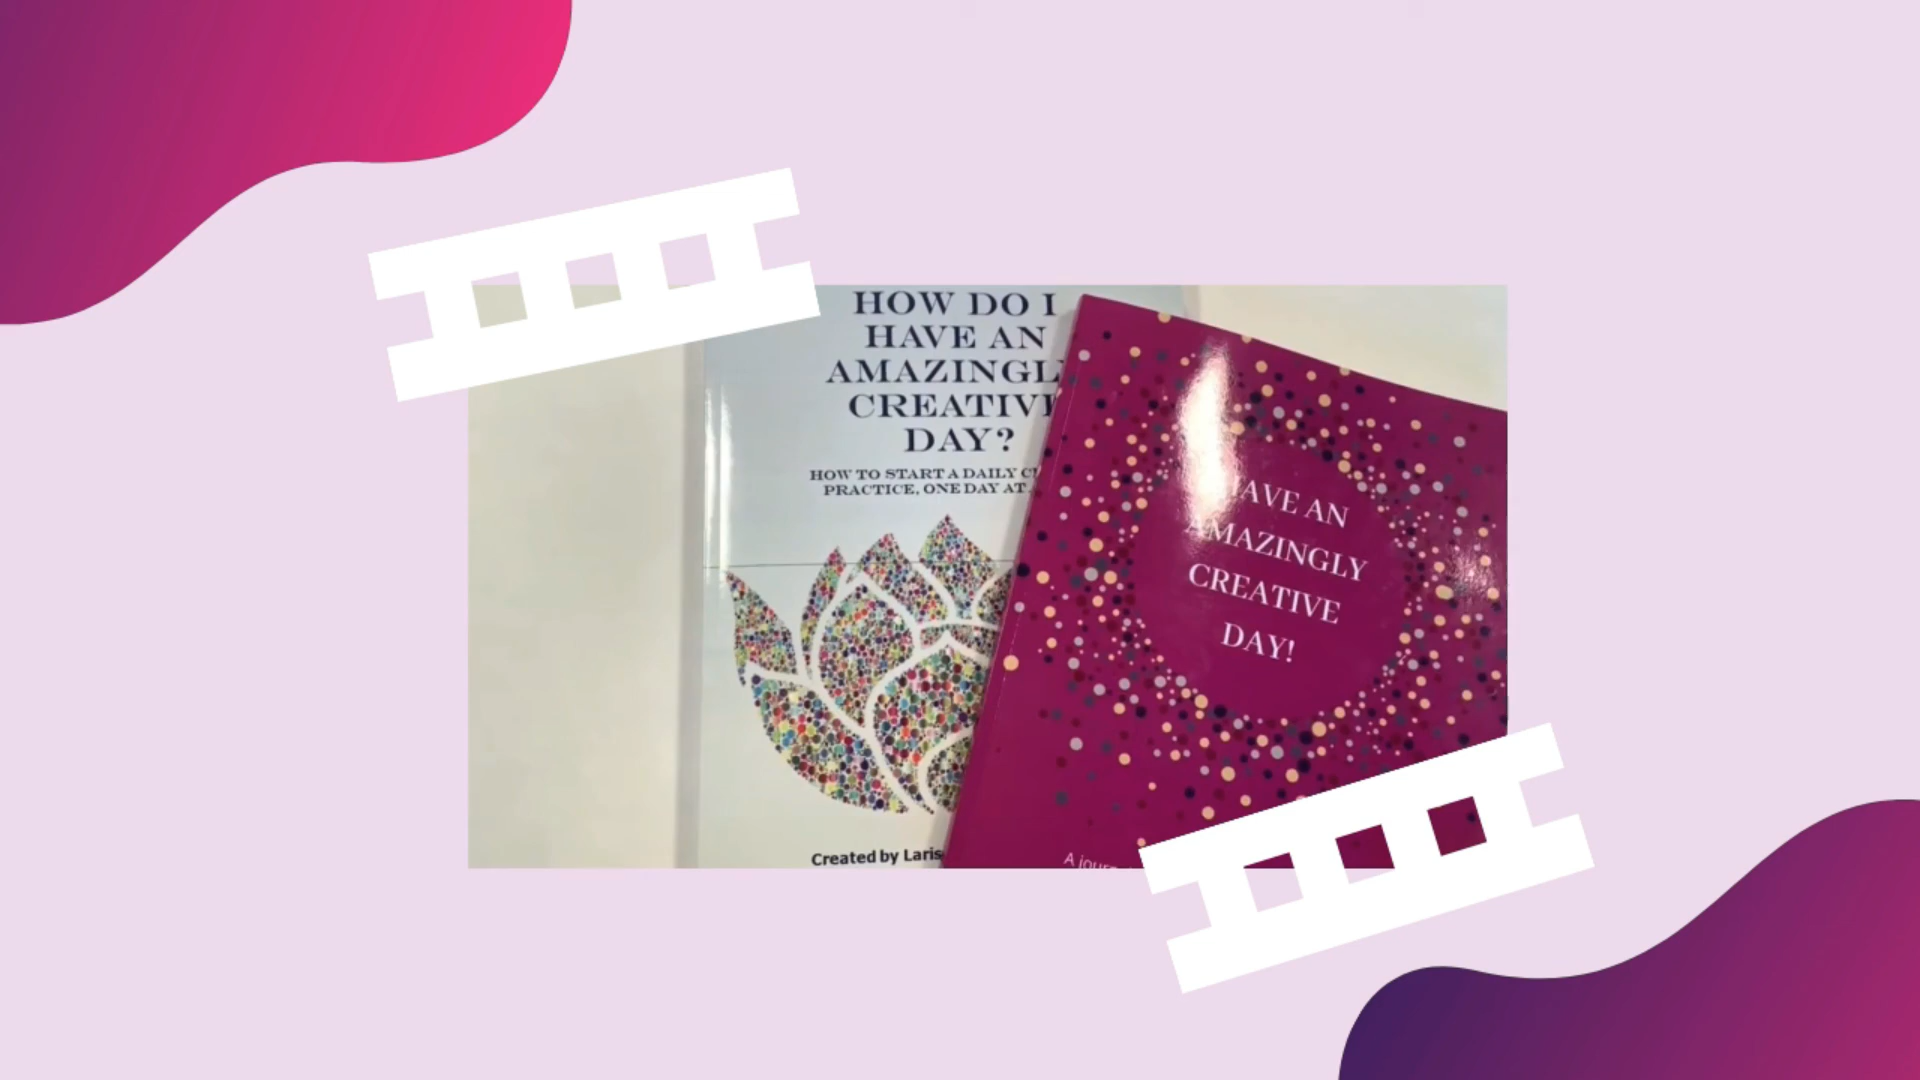 HOW DO I
HAVE AN
AMAZINGL
CREATIV
DAY?
HOW TO START A DAILY
PRACTICE, ONE DAY AT
Created by Laris
AVE AN
AMAZINGLY
CREATIVE
DAY!
A